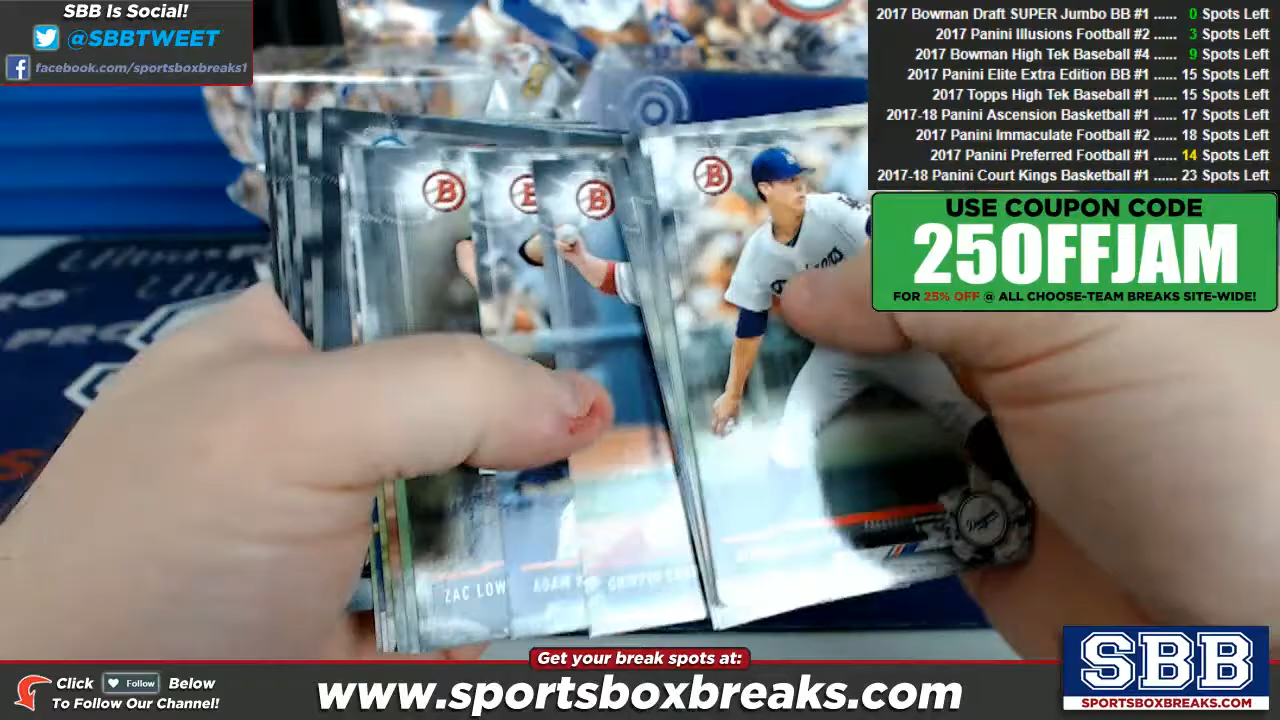 SBB Is Social!
@SBBTWEET
facebook.com/sportsboxbreaks1
2017 Bowman Draft SUPER Jumbo BB #1 ...... 0 Spots Left
2017 Panini Illusions Football #2 ...... 3 Spots Left
2017 Bowman High Tek Baseball #4 ...... 9 Spots Left
2017 Panini Elite Extra Edition BB #1 ...... 15 Spots Left
2017 Topps High Tek Baseball #1 ...... 15 Spots Left
2017-18 Panini Ascension Basketball #1 ...... 17 Spots Left
2017 Panini Immaculate Football #2 ...... 18 Spots Left
2017 Panini Preferred Football #1 ...... 14 Spots Left
2017-18 Panini Court Kings Basketball #1 ...... 23 Spots Left
USE COUPON CODE
25OFFJAM
FOR 25% OFF @ ALL CHOOSE-TEAM BREAKS SITE-WIDE!
B
B
B
B
PRO
Dodgers
ZAC LOW
ADAM
GRIFFIN
Get your break spots at:
Click Follow Below
To Follow Our Channel!
www.sportsboxbreaks.com
SBB
SPORTSBOXBREAKS.COM